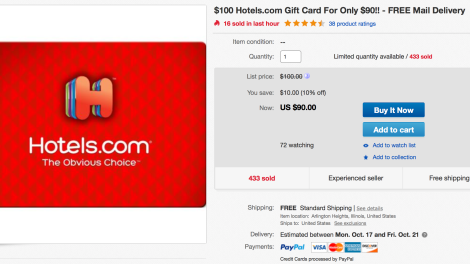 $100 Hotels.com Gift Card For Only $90!! - FREE Mail Delivery
16 sold in last hour
38 product ratings
Item condition: --
Quantity: 1 Limited quantity available / 433 sold
List price: $100.00
You save: $10.00 (10% off)
Now: US $90.00
Buy It Now
Add to cart
72 watching
Add to watch list
Add to collection
433 sold Experienced seller Free shipping
Shipping: FREE Standard Shipping | See details
Item location: Arlington Heights, Illinois, United States
Ships to: United States See exclusions
Delivery: Estimated between Mon. Oct. 17 and Fri. Oct. 21
Payments: PayPal VISA
Credit Cards processed by PayPal
H
Hotels.com™
The Obvious Choice™